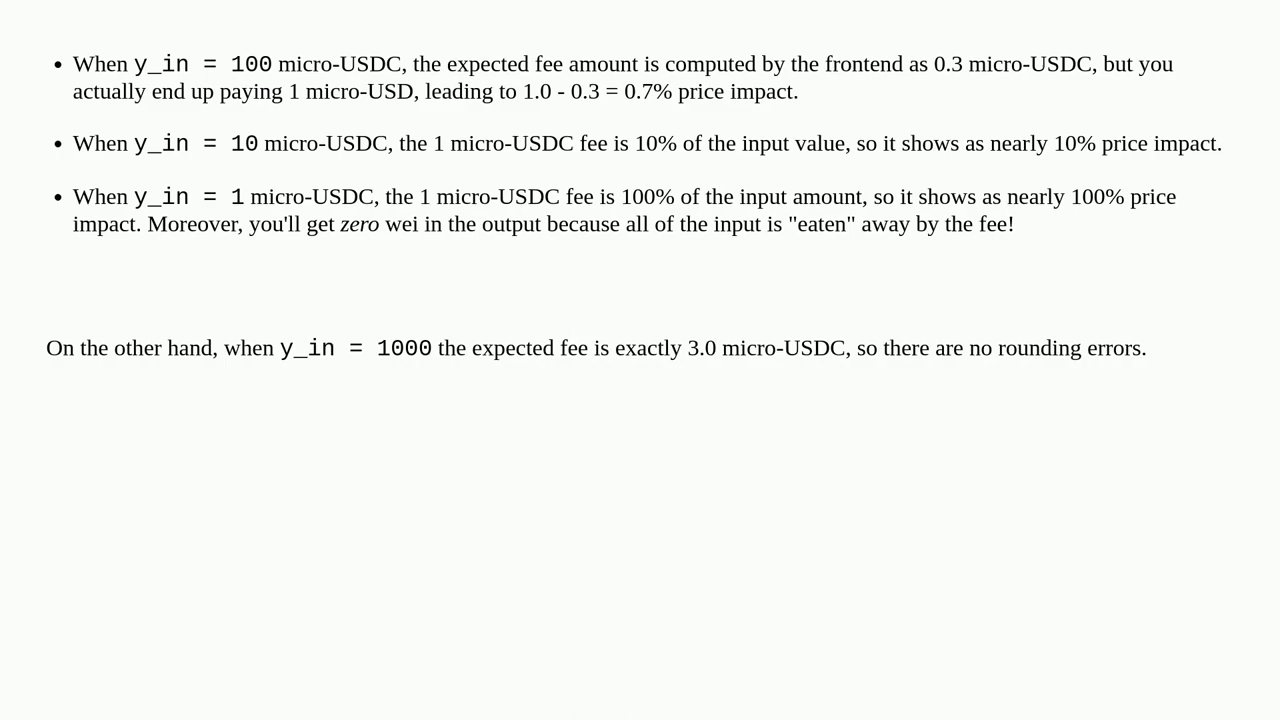 • When y_in = 100 micro-USDC, the expected fee amount is computed by the frontend as 0.3 micro-USDC, but you
actually end up paying 1 micro-USD, leading to 1.0 - 0.3 = 0.7% price impact.
• When y_in = 10 micro-USDC, the 1 micro-USDC fee is 10% of the input value, so it shows as nearly 10% price impact.
• When y_in = 1 micro-USDC, the 1 micro-USDC fee is 100% of the input amount, so it shows as nearly 100% price
impact. Moreover, you'll get zero wei in the output because all of the input is "eaten" away by the fee!
On the other hand, when y_in = 1000 the expected fee is exactly 3.0 micro-USDC, so there are no rounding errors.